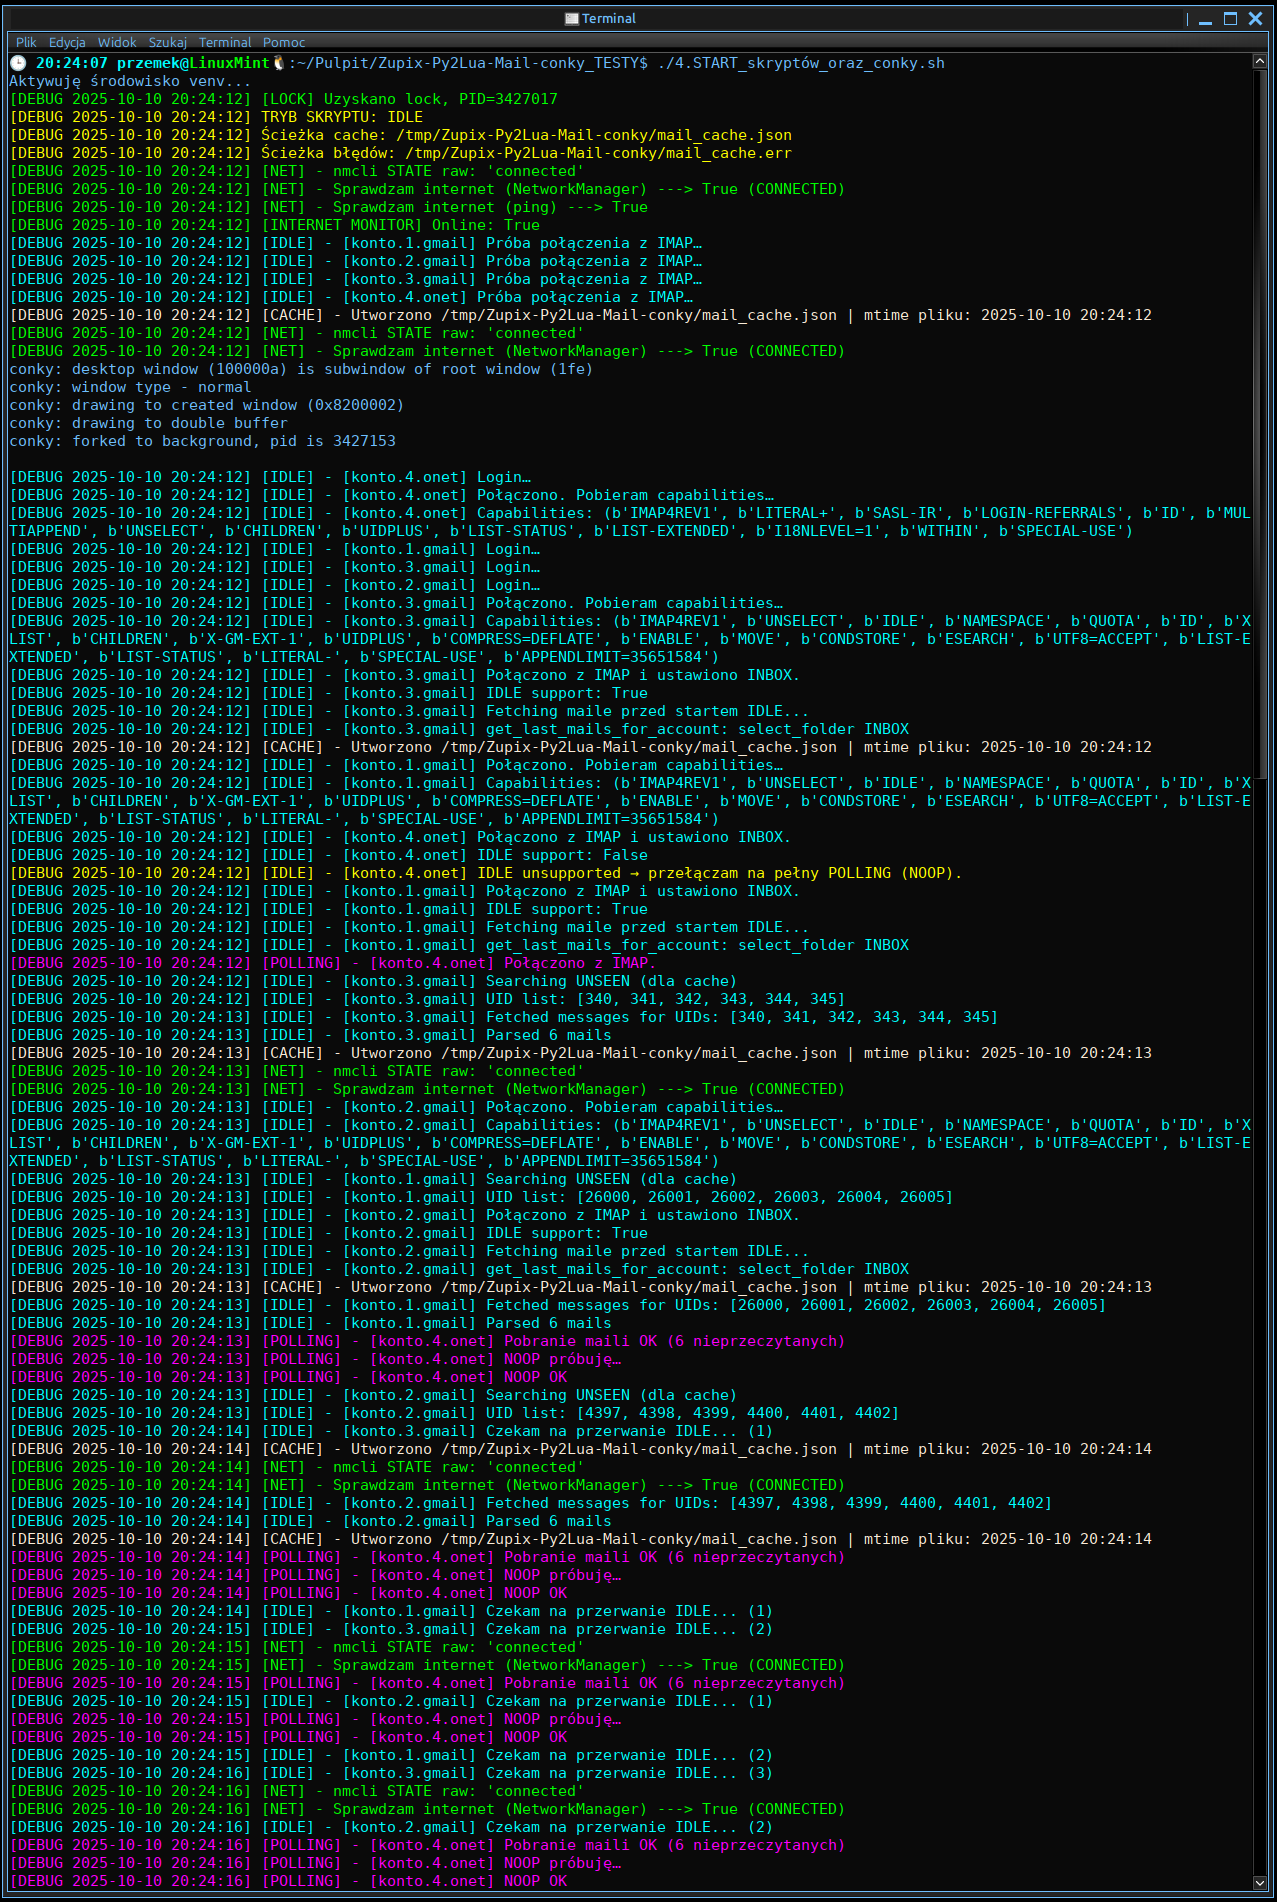 Terminal
Plik Edycja Widok Szukaj Terminal Pomoc
20:24:07 przemek@LinuxMint:~/Pulpit/Zupix-Py2Lua-Mail-conky_TESTY$ ./4.START_skryptów_oraz_conky.sh
Aktywuję środowisko venv...
[DEBUG 2025-10-10 20:24:12] [LOCK] Uzyskano lock, PID=3427017
[DEBUG 2025-10-10 20:24:12] TRYB SKRYPTU: IDLE
[DEBUG 2025-10-10 20:24:12] Ścieżka cache: /tmp/Zupix-Py2Lua-Mail-conky/mail_cache.json
[DEBUG 2025-10-10 20:24:12] Ścieżka błędów: /tmp/Zupix-Py2Lua-Mail-conky/mail_cache.err
[DEBUG 2025-10-10 20:24:12] [NET] - nmcli STATE raw: 'connected'
[DEBUG 2025-10-10 20:24:12] [NET] - Sprawdzam internet (NetworkManager) ---> True (CONNECTED)
[DEBUG 2025-10-10 20:24:12] [NET] - Sprawdzam internet (ping) ---> True
[DEBUG 2025-10-10 20:24:12] [INTERNET MONITOR] Online: True
[DEBUG 2025-10-10 20:24:12] [IDLE] - [konto.1.gmail] Próba połączenia z IMAP…
[DEBUG 2025-10-10 20:24:12] [IDLE] - [konto.2.gmail] Próba połączenia z IMAP…
[DEBUG 2025-10-10 20:24:12] [IDLE] - [konto.3.gmail] Próba połączenia z IMAP…
[DEBUG 2025-10-10 20:24:12] [IDLE] - [konto.4.onet] Próba połączenia z IMAP…
[DEBUG 2025-10-10 20:24:12] [CACHE] - Utworzono /tmp/Zupix-Py2Lua-Mail-conky/mail_cache.json | mtime pliku: 2025-10-10 20:24:12
[DEBUG 2025-10-10 20:24:12] [NET] - nmcli STATE raw: 'connected'
[DEBUG 2025-10-10 20:24:12] [NET] - Sprawdzam internet (NetworkManager) ---> True (CONNECTED)
conky: desktop window (100000a) is subwindow of root window (1fe)
conky: window type - normal
conky: drawing to created window (0x8200002)
conky: drawing to double buffer
conky: forked to background, pid is 3427153
[DEBUG 2025-10-10 20:24:12] [IDLE] - [konto.4.onet] Login…
[DEBUG 2025-10-10 20:24:12] [IDLE] - [konto.4.onet] Połączono. Pobieram capabilities…
[DEBUG 2025-10-10 20:24:12] [IDLE] - [konto.4.onet] Capabilities: (b'IMAP4REV1', b'LITERAL+', b'SASL-IR', b'LOGIN-REFERRALS', b'ID', b'MUL
TIAPPEND', b'UNSELECT', b'CHILDREN', b'UIDPLUS', b'LIST-STATUS', b'LIST-EXTENDED', b'I18NLEVEL=1', b'WITHIN', b'SPECIAL-USE')
[DEBUG 2025-10-10 20:24:12] [IDLE] - [konto.1.gmail] Login…
[DEBUG 2025-10-10 20:24:12] [IDLE] - [konto.3.gmail] Login…
[DEBUG 2025-10-10 20:24:12] [IDLE] - [konto.2.gmail] Login…
[DEBUG 2025-10-10 20:24:12] [IDLE] - [konto.3.gmail] Połączono. Pobieram capabilities…
[DEBUG 2025-10-10 20:24:12] [IDLE] - [konto.3.gmail] Capabilities: (b'IMAP4REV1', b'UNSELECT', b'IDLE', b'NAMESPACE', b'QUOTA', b'ID', b'X
LIST', b'CHILDREN', b'X-GM-EXT-1', b'UIDPLUS', b'COMPRESS=DEFLATE', b'ENABLE', b'MOVE', b'CONDSTORE', b'ESEARCH', b'UTF8=ACCEPT', b'LIST-E
XTENDED', b'LIST-STATUS', b'LITERAL-', b'SPECIAL-USE', b'APPENDLIMIT=35651584')
[DEBUG 2025-10-10 20:24:12] [IDLE] - [konto.3.gmail] Połączono z IMAP i ustawiono INBOX.
[DEBUG 2025-10-10 20:24:12] [IDLE] - [konto.3.gmail] IDLE support: True
[DEBUG 2025-10-10 20:24:12] [IDLE] - [konto.3.gmail] Fetching maile przed startem IDLE...
[DEBUG 2025-10-10 20:24:12] [IDLE] - [konto.3.gmail] get_last_mails_for_account: select_folder INBOX
[DEBUG 2025-10-10 20:24:12] [CACHE] - Utworzono /tmp/Zupix-Py2Lua-Mail-conky/mail_cache.json | mtime pliku: 2025-10-10 20:24:12
[DEBUG 2025-10-10 20:24:12] [IDLE] - [konto.1.gmail] Połączono. Pobieram capabilities…
[DEBUG 2025-10-10 20:24:12] [IDLE] - [konto.1.gmail] Capabilities: (b'IMAP4REV1', b'UNSELECT', b'IDLE', b'NAMESPACE', b'QUOTA', b'ID', b'X
LIST', b'CHILDREN', b'X-GM-EXT-1', b'UIDPLUS', b'COMPRESS=DEFLATE', b'ENABLE', b'MOVE', b'CONDSTORE', b'ESEARCH', b'UTF8=ACCEPT', b'LIST-E
XTENDED', b'LIST-STATUS', b'LITERAL-', b'SPECIAL-USE', b'APPENDLIMIT=35651584')
[DEBUG 2025-10-10 20:24:12] [IDLE] - [konto.4.onet] Połączono z IMAP i ustawiono INBOX.
[DEBUG 2025-10-10 20:24:12] [IDLE] - [konto.4.onet] IDLE support: False
[DEBUG 2025-10-10 20:24:12] [IDLE] - [konto.4.onet] IDLE unsupported → przełączam na pełny POLLING (NOOP).
[DEBUG 2025-10-10 20:24:12] [IDLE] - [konto.1.gmail] Połączono z IMAP i ustawiono INBOX.
[DEBUG 2025-10-10 20:24:12] [IDLE] - [konto.1.gmail] IDLE support: True
[DEBUG 2025-10-10 20:24:12] [IDLE] - [konto.1.gmail] Fetching maile przed startem IDLE...
[DEBUG 2025-10-10 20:24:12] [IDLE] - [konto.1.gmail] get_last_mails_for_account: select_folder INBOX
[DEBUG 2025-10-10 20:24:12] [POLLING] - [konto.4.onet] Połączono z IMAP.
[DEBUG 2025-10-10 20:24:12] [IDLE] - [konto.3.gmail] Searching UNSEEN (dla cache)
[DEBUG 2025-10-10 20:24:12] [IDLE] - [konto.3.gmail] UID list: [340, 341, 342, 343, 344, 345]
[DEBUG 2025-10-10 20:24:13] [IDLE] - [konto.3.gmail] Fetched messages for UIDs: [340, 341, 342, 343, 344, 345]
[DEBUG 2025-10-10 20:24:13] [IDLE] - [konto.3.gmail] Parsed 6 mails
[DEBUG 2025-10-10 20:24:13] [CACHE] - Utworzono /tmp/Zupix-Py2Lua-Mail-conky/mail_cache.json | mtime pliku: 2025-10-10 20:24:13
[DEBUG 2025-10-10 20:24:13] [NET] - nmcli STATE raw: 'connected'
[DEBUG 2025-10-10 20:24:13] [NET] - Sprawdzam internet (NetworkManager) ---> True (CONNECTED)
[DEBUG 2025-10-10 20:24:13] [IDLE] - [konto.2.gmail] Połączono. Pobieram capabilities…
[DEBUG 2025-10-10 20:24:13] [IDLE] - [konto.2.gmail] Capabilities: (b'IMAP4REV1', b'UNSELECT', b'IDLE', b'NAMESPACE', b'QUOTA', b'ID', b'X
LIST', b'CHILDREN', b'X-GM-EXT-1', b'UIDPLUS', b'COMPRESS=DEFLATE', b'ENABLE', b'MOVE', b'CONDSTORE', b'ESEARCH', b'UTF8=ACCEPT', b'LIST-E
XTENDED', b'LIST-STATUS', b'LITERAL-', b'SPECIAL-USE', b'APPENDLIMIT=35651584')
[DEBUG 2025-10-10 20:24:13] [IDLE] - [konto.1.gmail] Searching UNSEEN (dla cache)
[DEBUG 2025-10-10 20:24:13] [IDLE] - [konto.1.gmail] UID list: [26000, 26001, 26002, 26003, 26004, 26005]
[DEBUG 2025-10-10 20:24:13] [IDLE] - [konto.2.gmail] Połączono z IMAP i ustawiono INBOX.
[DEBUG 2025-10-10 20:24:13] [IDLE] - [konto.2.gmail] IDLE support: True
[DEBUG 2025-10-10 20:24:13] [IDLE] - [konto.2.gmail] Fetching maile przed startem IDLE...
[DEBUG 2025-10-10 20:24:13] [IDLE] - [konto.2.gmail] get_last_mails_for_account: select_folder INBOX
[DEBUG 2025-10-10 20:24:13] [CACHE] - Utworzono /tmp/Zupix-Py2Lua-Mail-conky/mail_cache.json | mtime pliku: 2025-10-10 20:24:13
[DEBUG 2025-10-10 20:24:13] [IDLE] - [konto.1.gmail] Fetched messages for UIDs: [26000, 26001, 26002, 26003, 26004, 26005]
[DEBUG 2025-10-10 20:24:13] [IDLE] - [konto.1.gmail] Parsed 6 mails
[DEBUG 2025-10-10 20:24:13] [POLLING] - [konto.4.onet] Pobranie maili OK (6 nieprzeczytanych)
[DEBUG 2025-10-10 20:24:13] [POLLING] - [konto.4.onet] NOOP próbuję…
[DEBUG 2025-10-10 20:24:13] [POLLING] - [konto.4.onet] NOOP OK
[DEBUG 2025-10-10 20:24:13] [IDLE] - [konto.2.gmail] Searching UNSEEN (dla cache)
[DEBUG 2025-10-10 20:24:13] [IDLE] - [konto.2.gmail] UID list: [4397, 4398, 4399, 4400, 4401, 4402]
[DEBUG 2025-10-10 20:24:14] [IDLE] - [konto.3.gmail] Czekam na przerwanie IDLE... (1)
[DEBUG 2025-10-10 20:24:14] [CACHE] - Utworzono /tmp/Zupix-Py2Lua-Mail-conky/mail_cache.json | mtime pliku: 2025-10-10 20:24:14
[DEBUG 2025-10-10 20:24:14] [NET] - nmcli STATE raw: 'connected'
[DEBUG 2025-10-10 20:24:14] [NET] - Sprawdzam internet (NetworkManager) ---> True (CONNECTED)
[DEBUG 2025-10-10 20:24:14] [IDLE] - [konto.2.gmail] Fetched messages for UIDs: [4397, 4398, 4399, 4400, 4401, 4402]
[DEBUG 2025-10-10 20:24:14] [IDLE] - [konto.2.gmail] Parsed 6 mails
[DEBUG 2025-10-10 20:24:14] [CACHE] - Utworzono /tmp/Zupix-Py2Lua-Mail-conky/mail_cache.json | mtime pliku: 2025-10-10 20:24:14
[DEBUG 2025-10-10 20:24:14] [POLLING] - [konto.4.onet] Pobranie maili OK (6 nieprzeczytanych)
[DEBUG 2025-10-10 20:24:14] [POLLING] - [konto.4.onet] NOOP próbuję…
[DEBUG 2025-10-10 20:24:14] [POLLING] - [konto.4.onet] NOOP OK
[DEBUG 2025-10-10 20:24:14] [IDLE] - [konto.1.gmail] Czekam na przerwanie IDLE... (1)
[DEBUG 2025-10-10 20:24:14] [IDLE] - [konto.3.gmail] Czekam na przerwanie IDLE... (2)
[DEBUG 2025-10-10 20:24:15] [NET] - nmcli STATE raw: 'connected'
[DEBUG 2025-10-10 20:24:15] [NET] - Sprawdzam internet (NetworkManager) ---> True (CONNECTED)
[DEBUG 2025-10-10 20:24:15] [POLLING] - [konto.4.onet] Pobranie maili OK (6 nieprzeczytanych)
[DEBUG 2025-10-10 20:24:15] [IDLE] - [konto.2.gmail] Czekam na przerwanie IDLE... (1)
[DEBUG 2025-10-10 20:24:15] [POLLING] - [konto.4.onet] NOOP próbuję…
[DEBUG 2025-10-10 20:24:15] [POLLING] - [konto.4.onet] NOOP OK
[DEBUG 2025-10-10 20:24:15] [IDLE] - [konto.1.gmail] Czekam na przerwanie IDLE... (2)
[DEBUG 2025-10-10 20:24:16] [IDLE] - [konto.3.gmail] Czekam na przerwanie IDLE... (3)
[DEBUG 2025-10-10 20:24:16] [NET] - nmcli STATE raw: 'connected'
[DEBUG 2025-10-10 20:24:16] [NET] - Sprawdzam internet (NetworkManager) ---> True (CONNECTED)
[DEBUG 2025-10-10 20:24:16] [IDLE] - [konto.2.gmail] Czekam na przerwanie IDLE... (2)
[DEBUG 2025-10-10 20:24:16] [POLLING] - [konto.4.onet] Pobranie maili OK (6 nieprzeczytanych)
[DEBUG 2025-10-10 20:24:16] [POLLING] - [konto.4.onet] NOOP próbuję…
[DEBUG 2025-10-10 20:24:16] [POLLING] - [konto.4.onet] NOOP OK